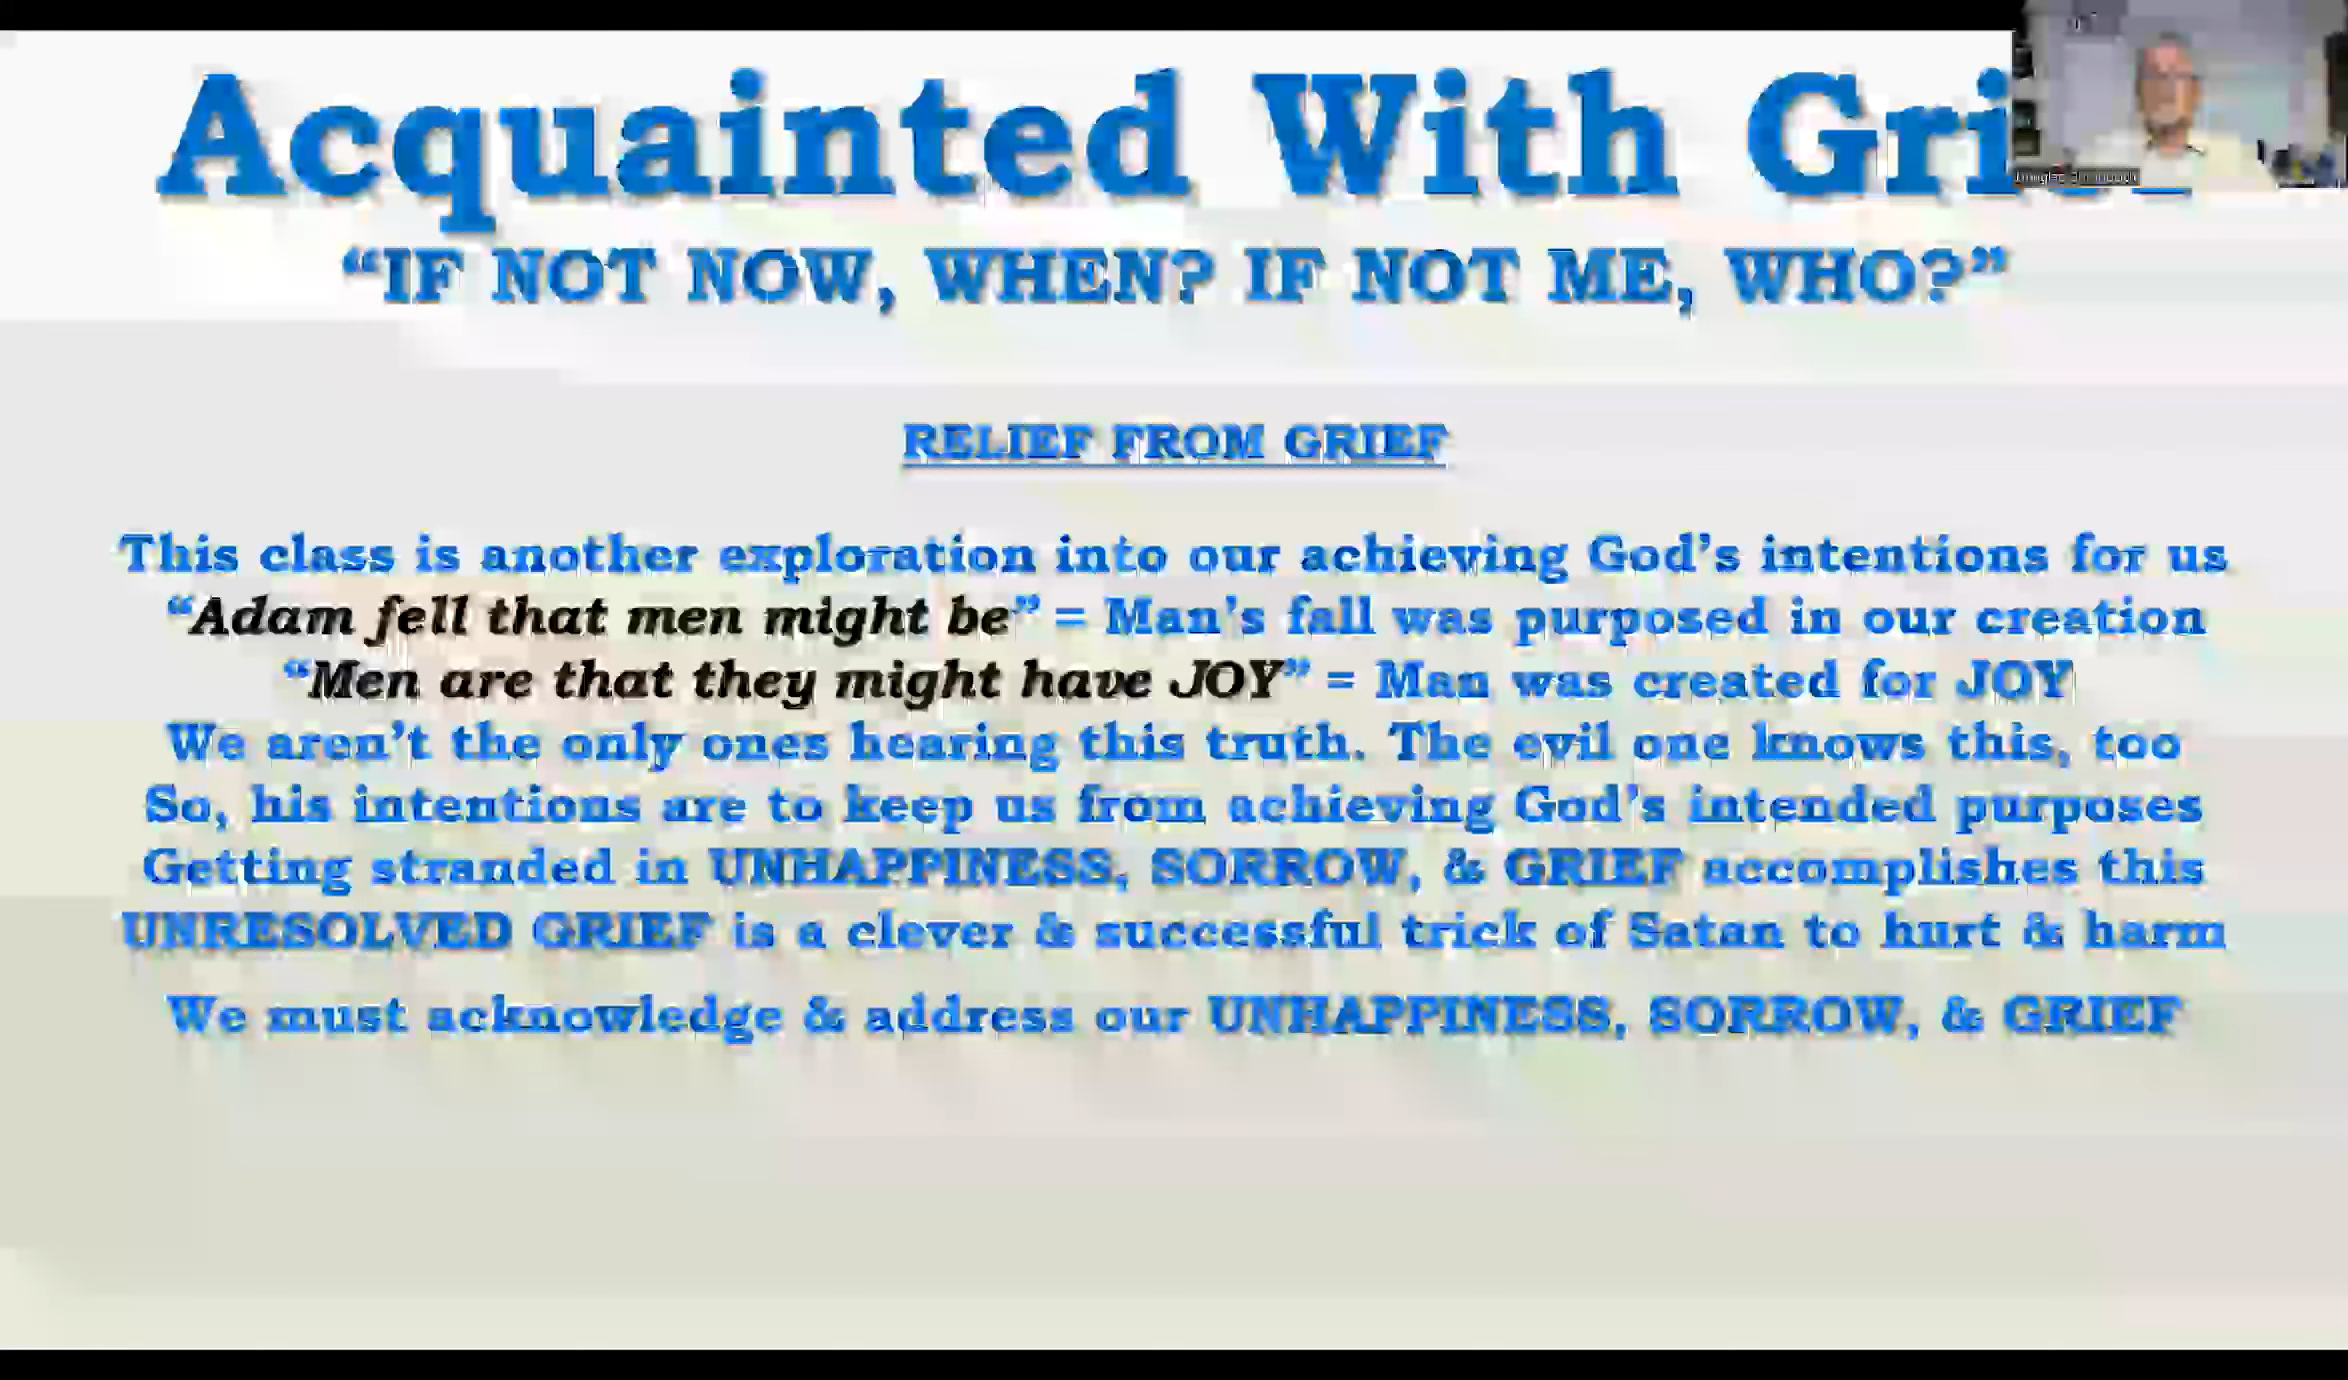 Acquainted With Gri
“IF NOT NOW, WHEN? IF NOT ME, WHO?”
RELIEF FROM GRIEF
This class is another exploration into our achieving God’s intentions for us
“Adam fell that men might be” = Man’s fall was purposed in our creation
“Men are that they might have JOY” = Man was created for JOY
We aren’t the only ones hearing this truth. The evil one knows this, too
So, his intentions are to keep us from achieving God’s intended purposes
Getting stranded in UNHAPPINESS, SORROW, & GRIEF accomplishes this
UNRESOLVED GRIEF is a clever & successful trick of Satan to hurt & harm
We must acknowledge & address our UNHAPPINESS, SORROW, & GRIEF